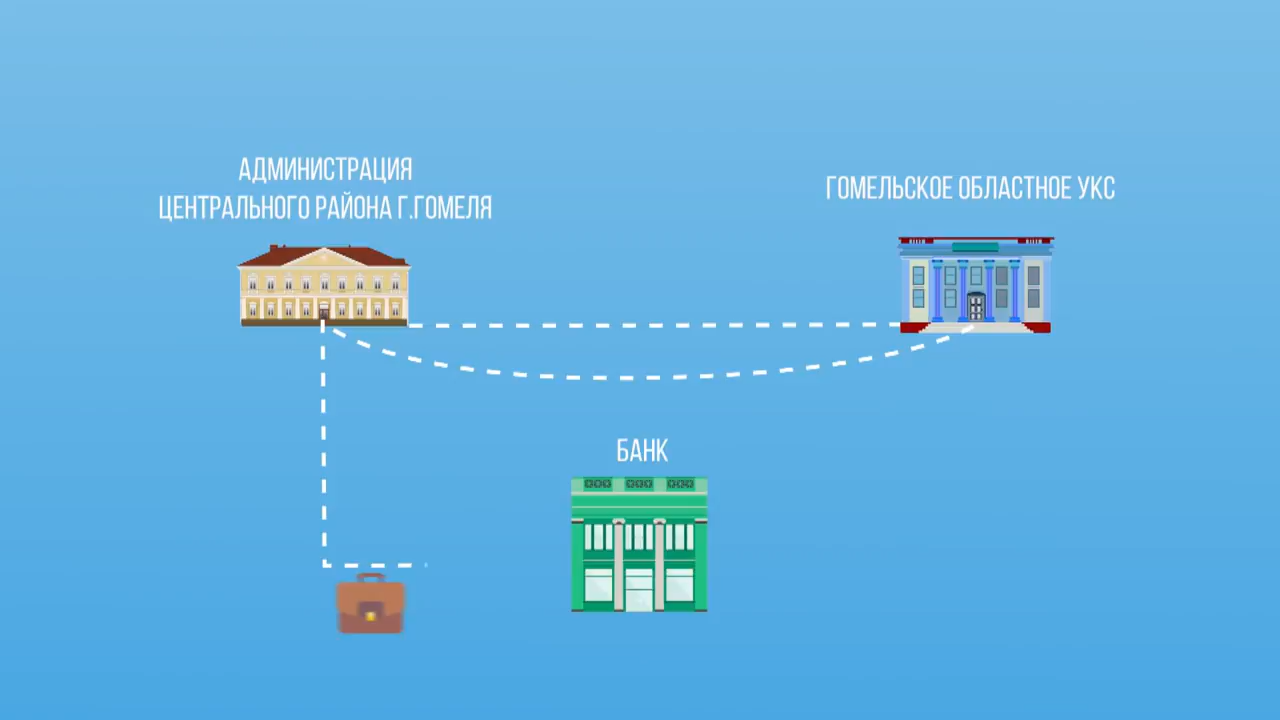 АДМИНИСТРАЦИЯ
ЦЕНТРАЛЬНОГО РАЙОНА Г.ГОМЕЛЯ
ГОМЕЛЬСКОЕ ОБЛАСТНОЕ УКС
БАНК